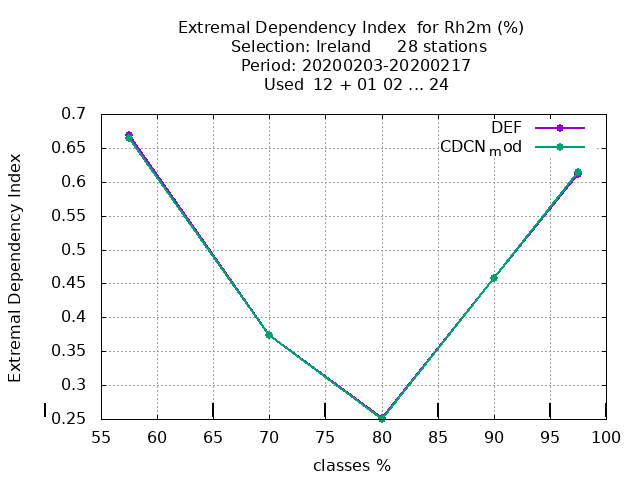 Extremal Dependency Index  for Rh2m (%)
Selection: Ireland     28 stations
Period: 20200203-20200217
Used  12 + 01 02 ... 24
DEF
CDCN_mod
Extremal Dependency Index
0.7
0.65
0.6
0.55
0.5
0.45
0.4
0.35
0.3
0.25
55 60 65 70 75 80 85 90 95 100
classes %